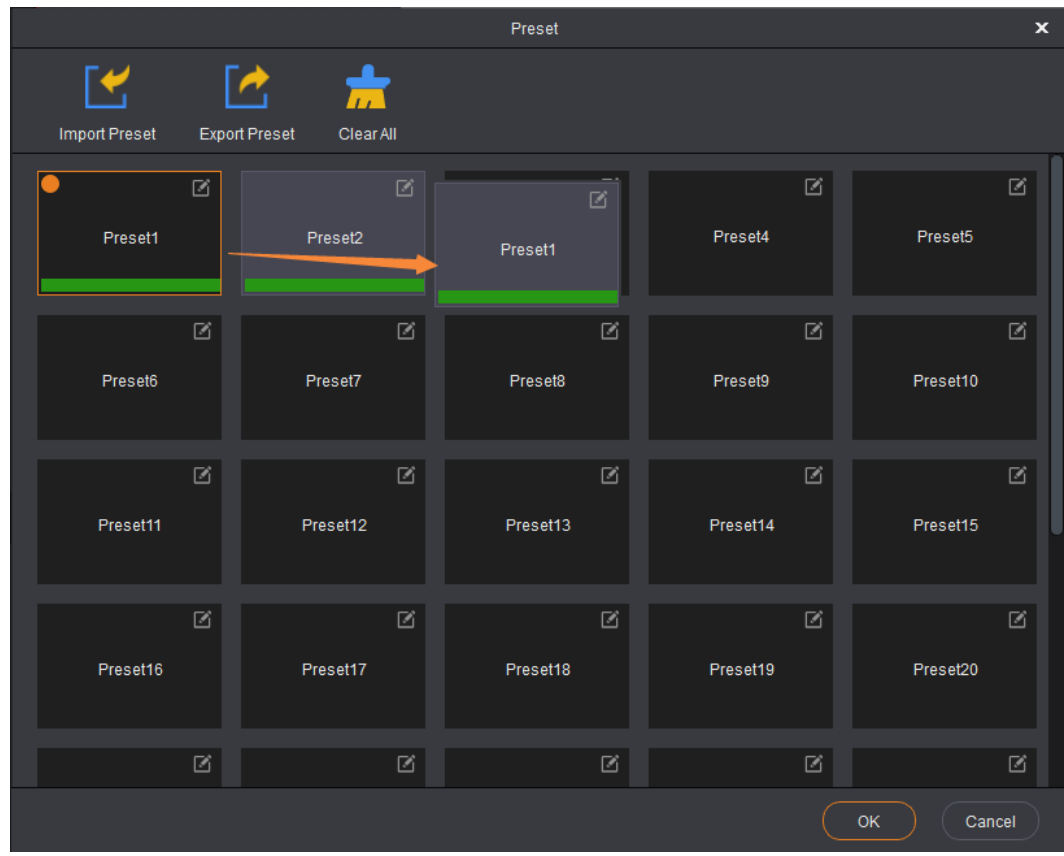 Preset
Import Preset
Export Preset
Clear All
Preset1
Preset2
Preset1
Preset4
Preset5
Preset6
Preset7
Preset8
Preset9
Preset10
Preset11
Preset12
Preset13
Preset14
Preset15
Preset16
Preset17
Preset18
Preset19
Preset20
OK
Cancel